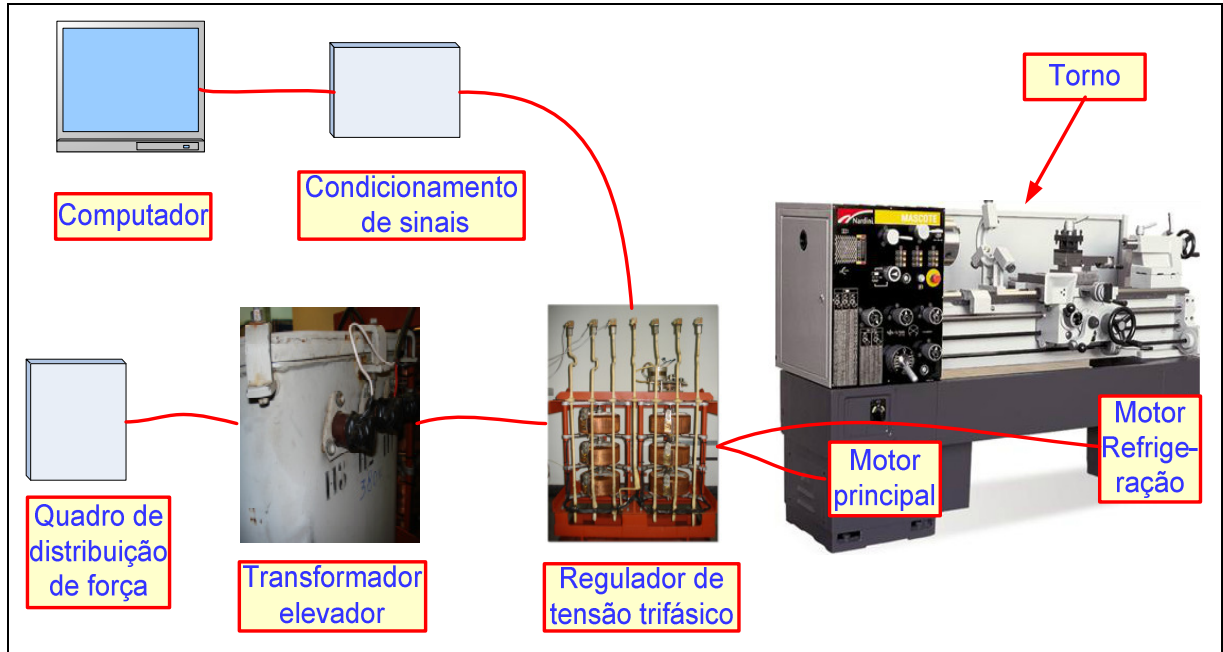 Torno
Computador
Condicionamento
de sinais
Nardini
MASCOTE
H5
Quadro de
distribuição
de força
Transformador
elevador
Regulador de
tensão trifásico
Motor
principal
Motor
Refrige-
ração